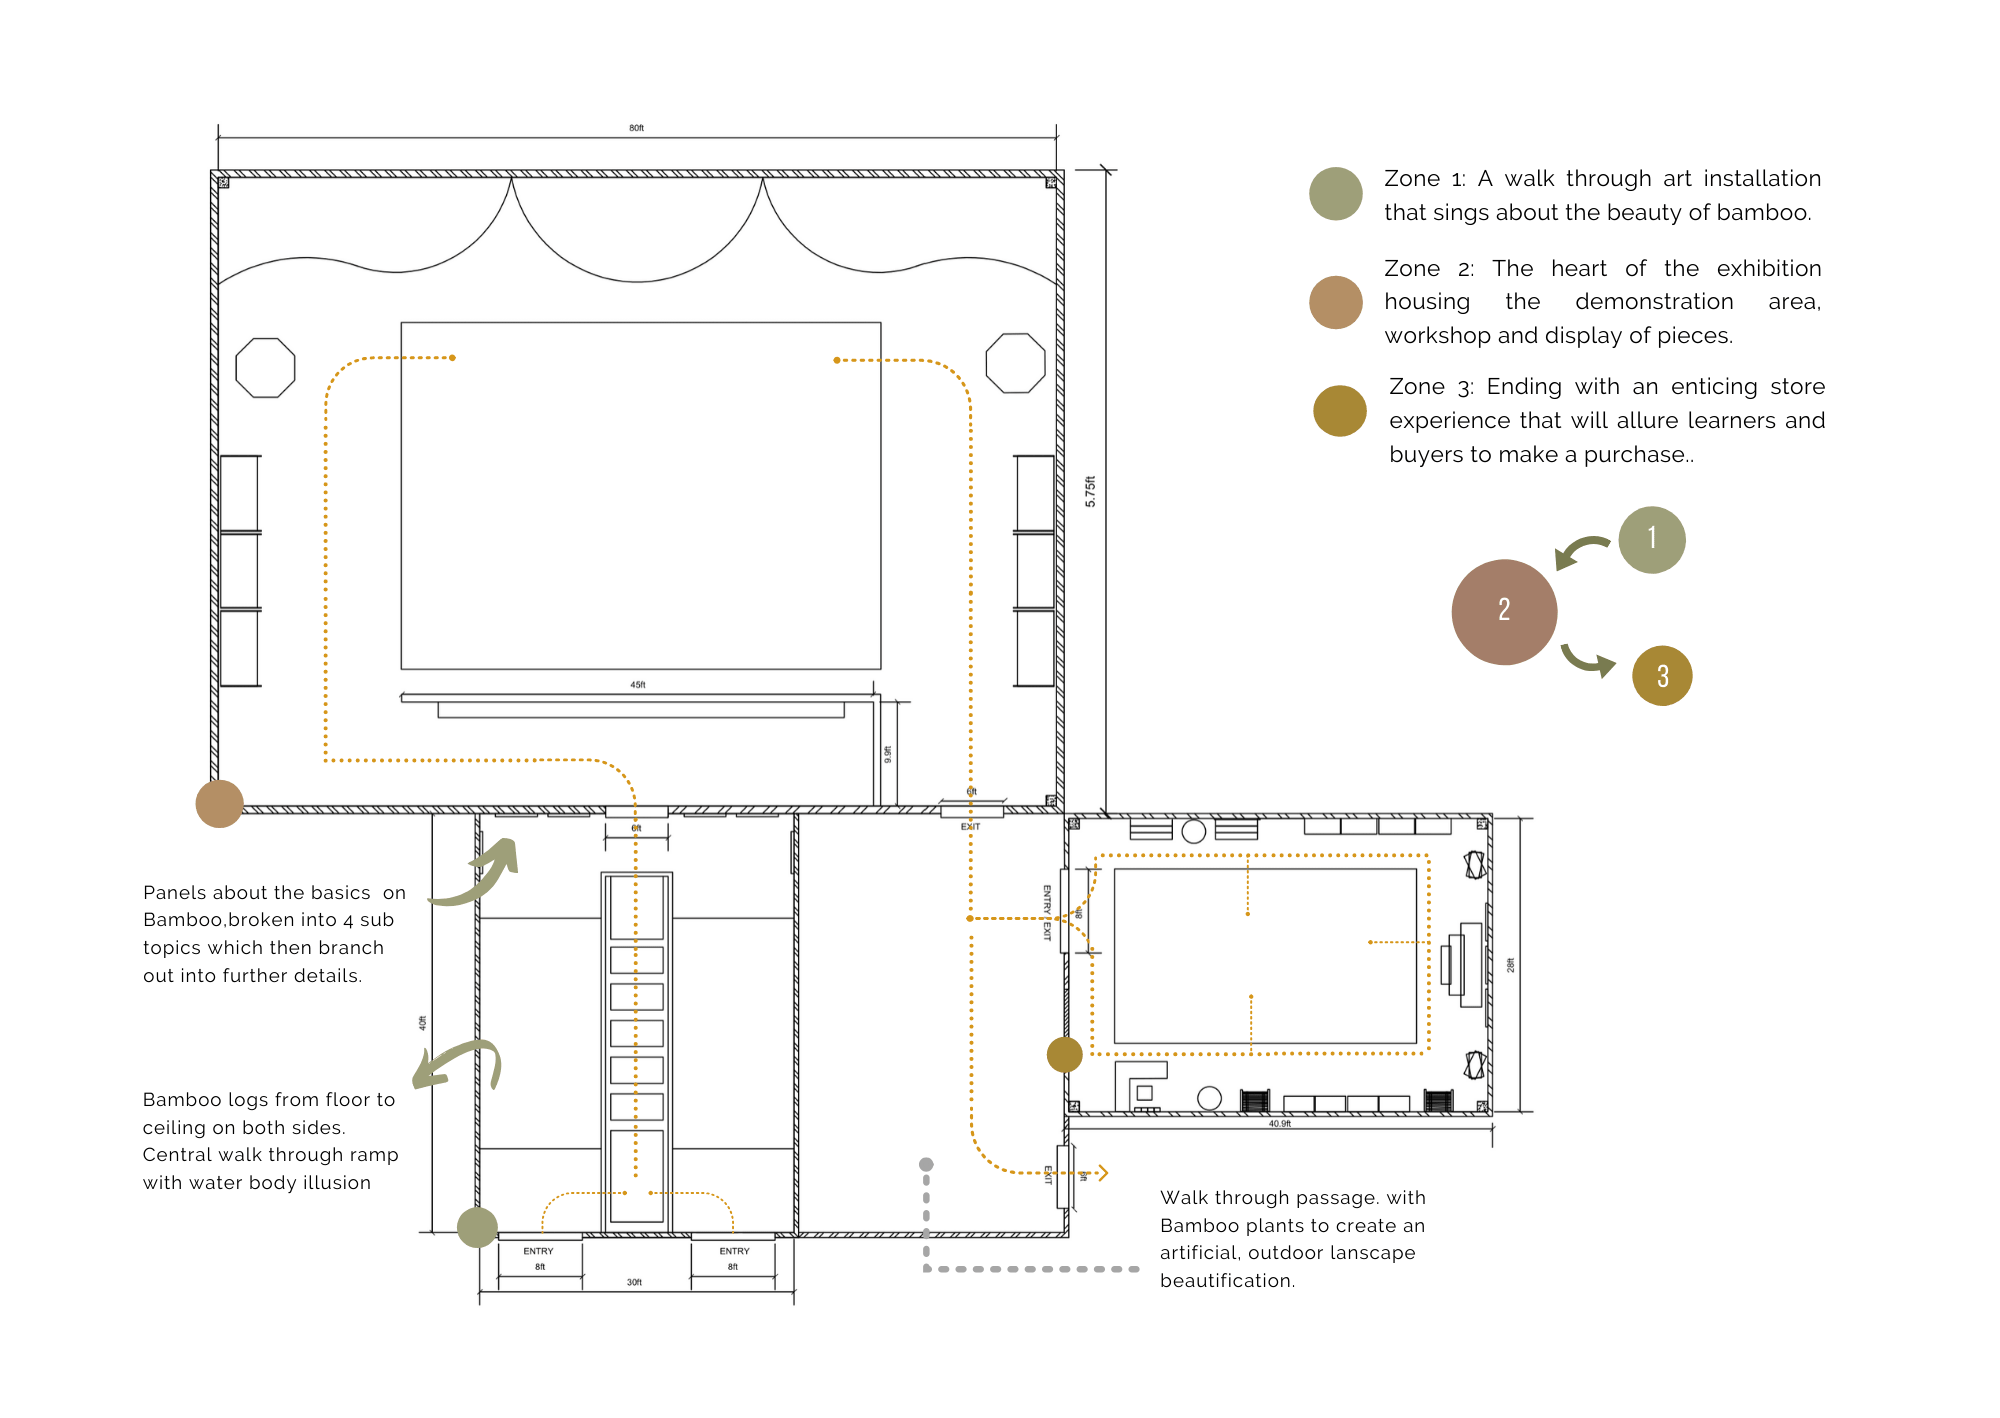 80ft
Zone 1: A walk through art installation
that sings about the beauty of bamboo.
Zone 2: The heart of the exhibition
housing the demonstration area,
workshop and display of pieces.
Zone 3: Ending with an enticing store
experience that will allure learners and
buyers to make a purchase..
1
2
3
5.75ft
45ft
9.9ft
6ft
EXIT
6ft
Panels about the basics on
Bamboo,broken into 4 sub
topics which then branch
out into further details.
ENTRY / EXIT
8ft
28ft
40ft
Bamboo logs from floor to
ceiling on both sides.
Central walk through ramp
with water body illusion
40.9ft
EXIT
6ft
Walk through passage. with
Bamboo plants to create an
artificial, outdoor lanscape
beautification.
ENTRY
8ft
ENTRY
8ft
30ft